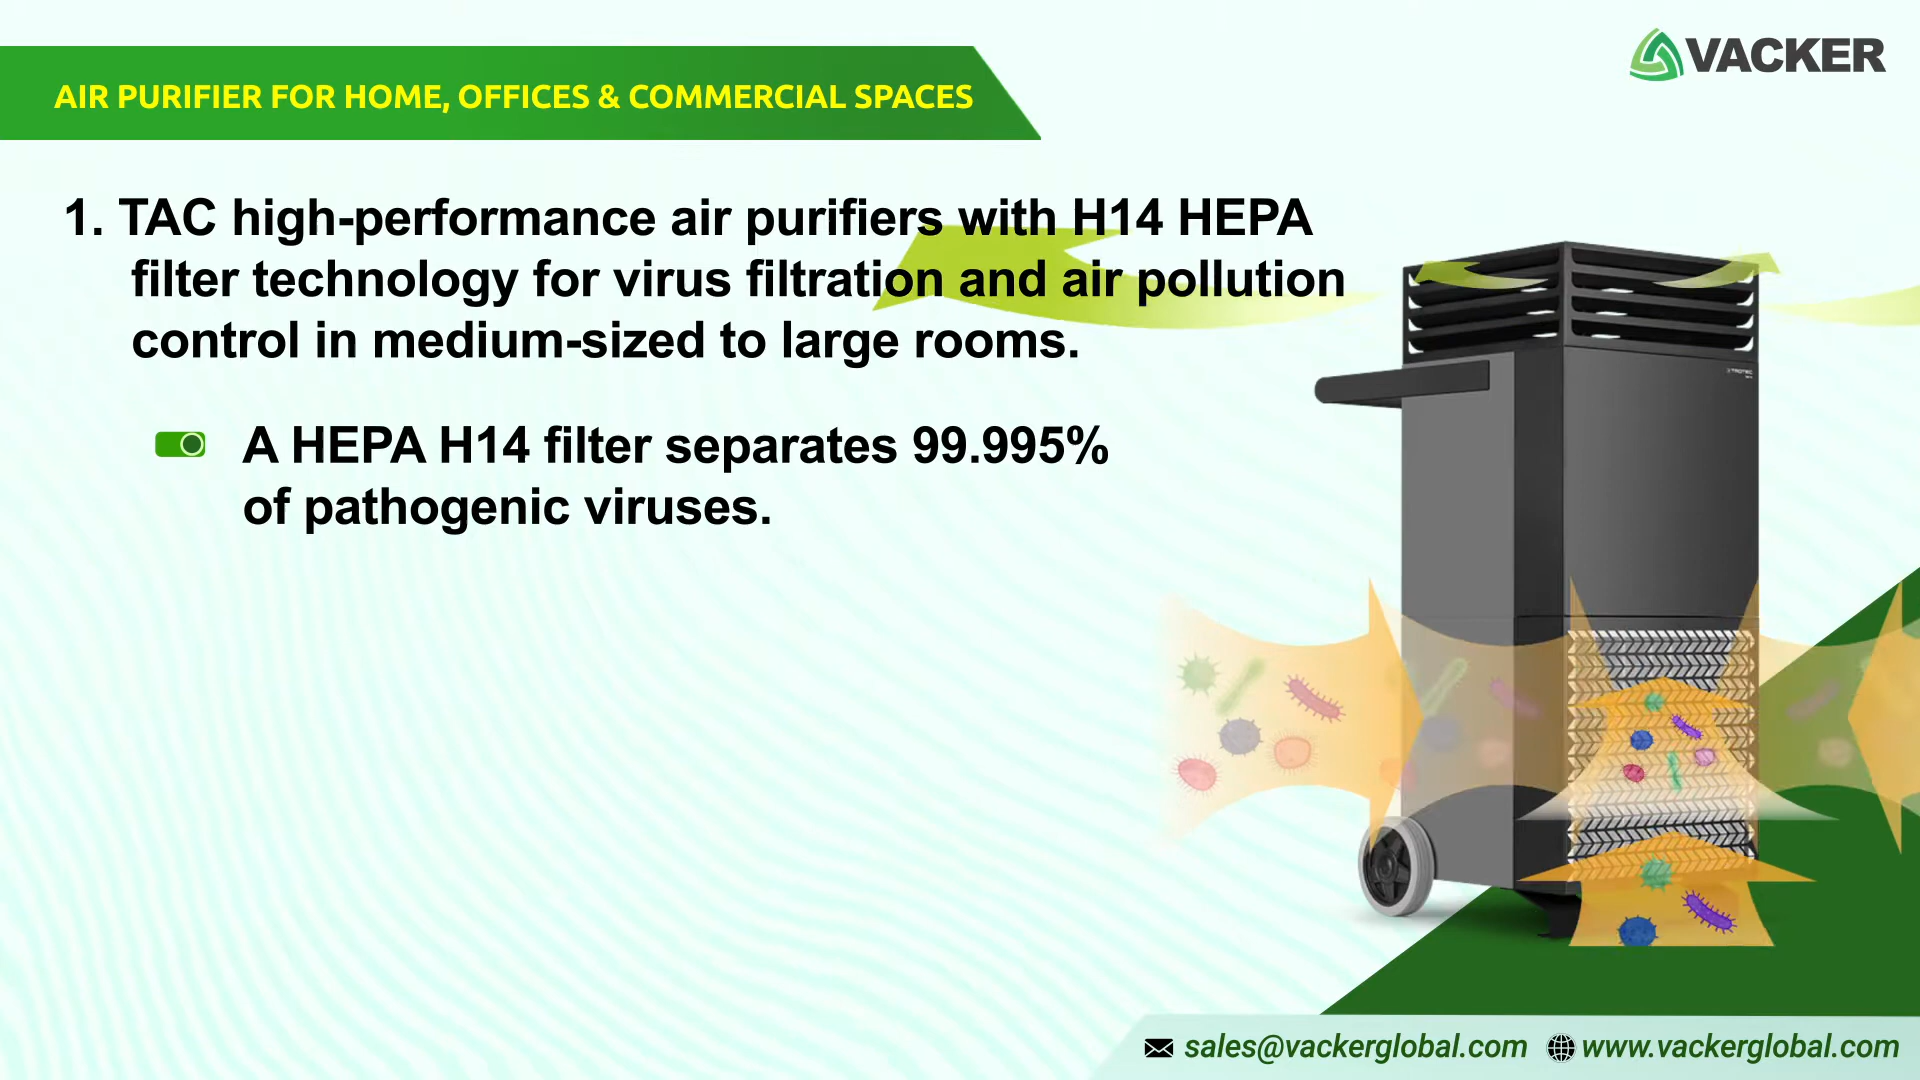 VACKER
AIR PURIFIER FOR HOME, OFFICES & COMMERCIAL SPACES
1. TAC high-performance air purifiers with H14 HEPA
filter technology for virus filtration and air pollution
control in medium-sized to large rooms.
A HEPA H14 filter separates 99.995%
of pathogenic viruses.
TROTEC
sales@vackerglobal.com
www.vackerglobal.com